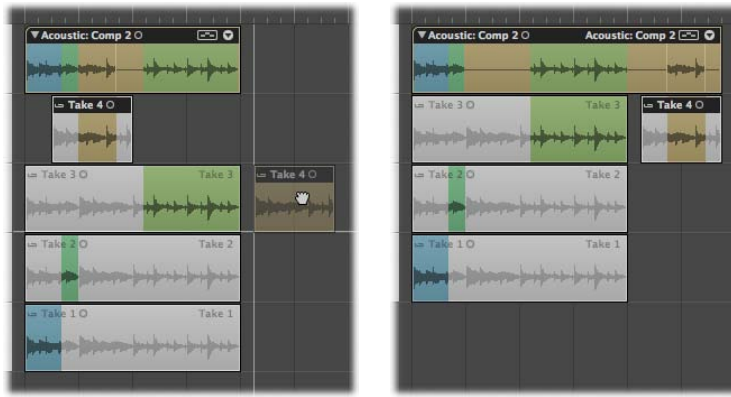 Acoustic: Comp 2
Take 4
Take 3 Take 3
Take 4
Take 2 Take 2
Take 1 Take 1
Acoustic: Comp 2 Acoustic: Comp 2
Take 3 Take 3
Take 4
Take 2 Take 2
Take 1 Take 1